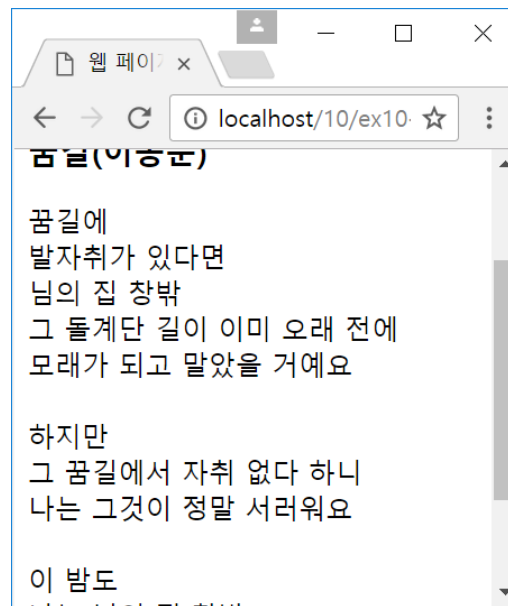 웹 페이
localhost/10/ex10-
꿈길에
발자취가 있다면
님의 집 창밖
그 돌계단 길이 이미 오래 전에
모래가 되고 말았을 거예요
하지만
그 꿈길에서 자취 없다 하니
나는 그것이 정말 서러워요
이 밤도